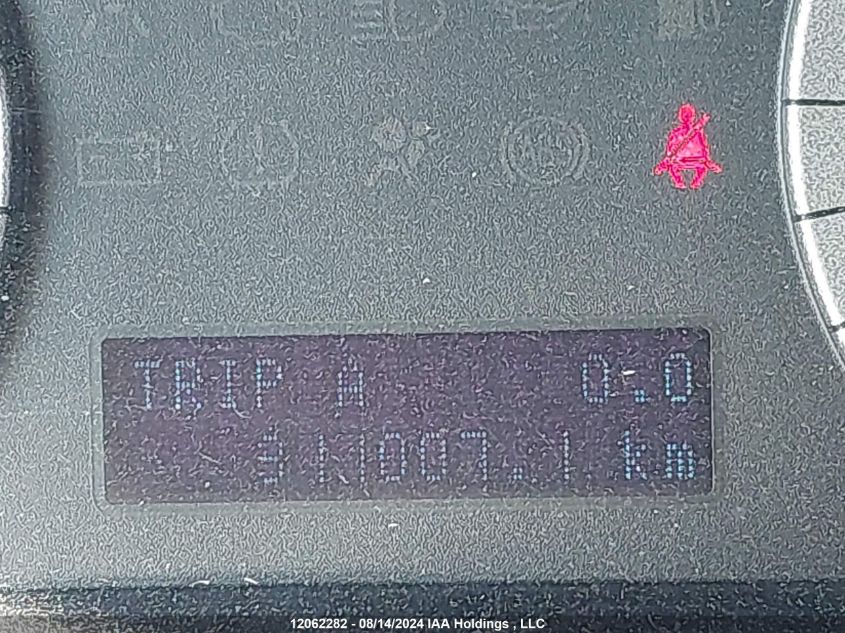 TRIP A 0.0
311007.1 km
12062282 - 08/14/2024 IAA Holdings , LLC